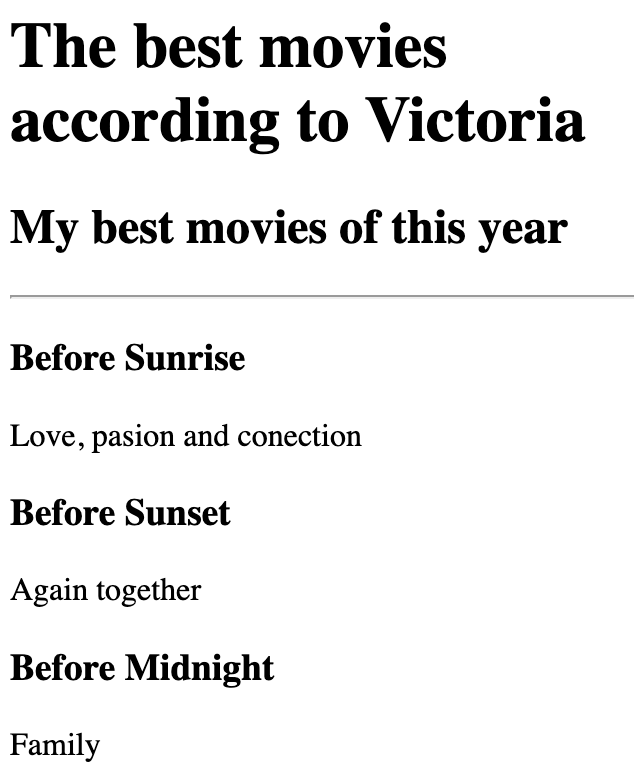 The best movies
according to Victoria
My best movies of this year
Before Sunrise
Love, pasion and conection
Before Sunset
Again together
Before Midnight
Family